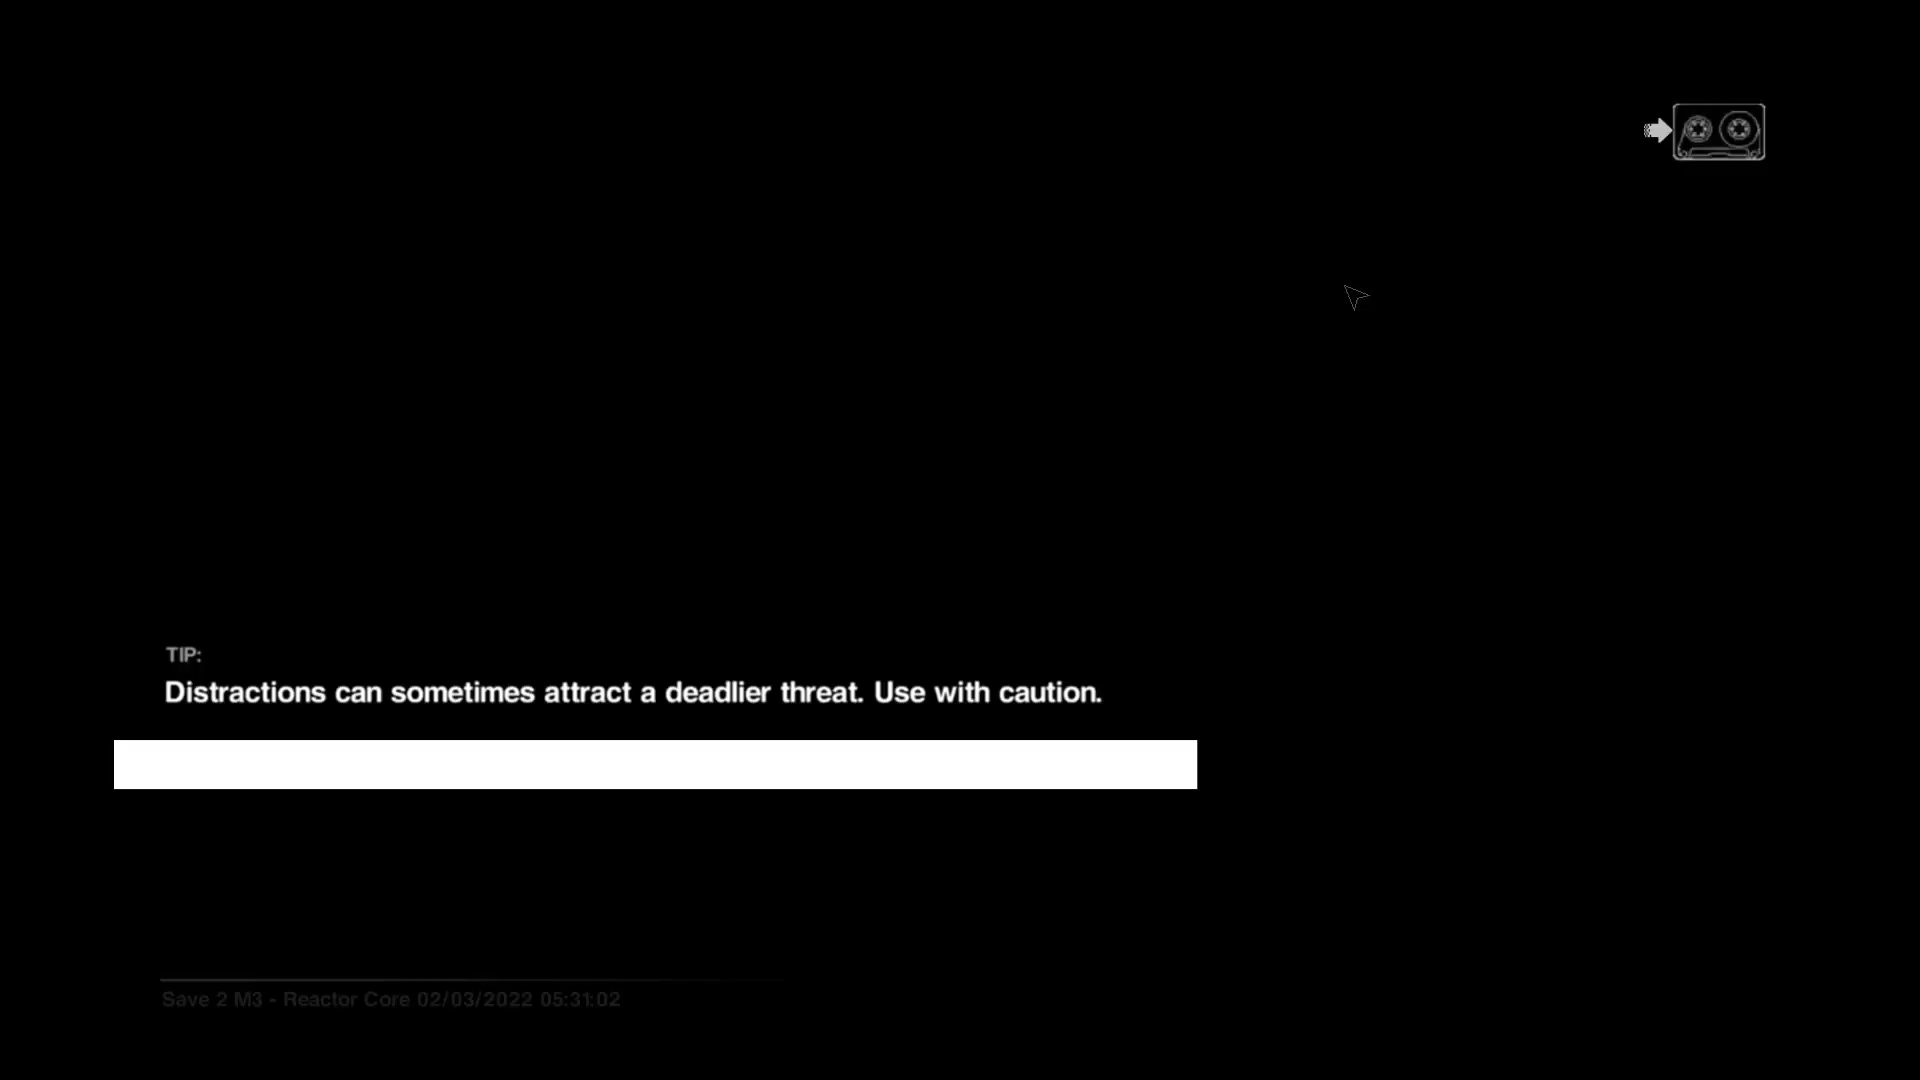 TIP:
Distractions can sometimes attract a deadlier threat. Use with caution.
Save 2 M3 - Reactor Core 02/03/2022 05:31:02